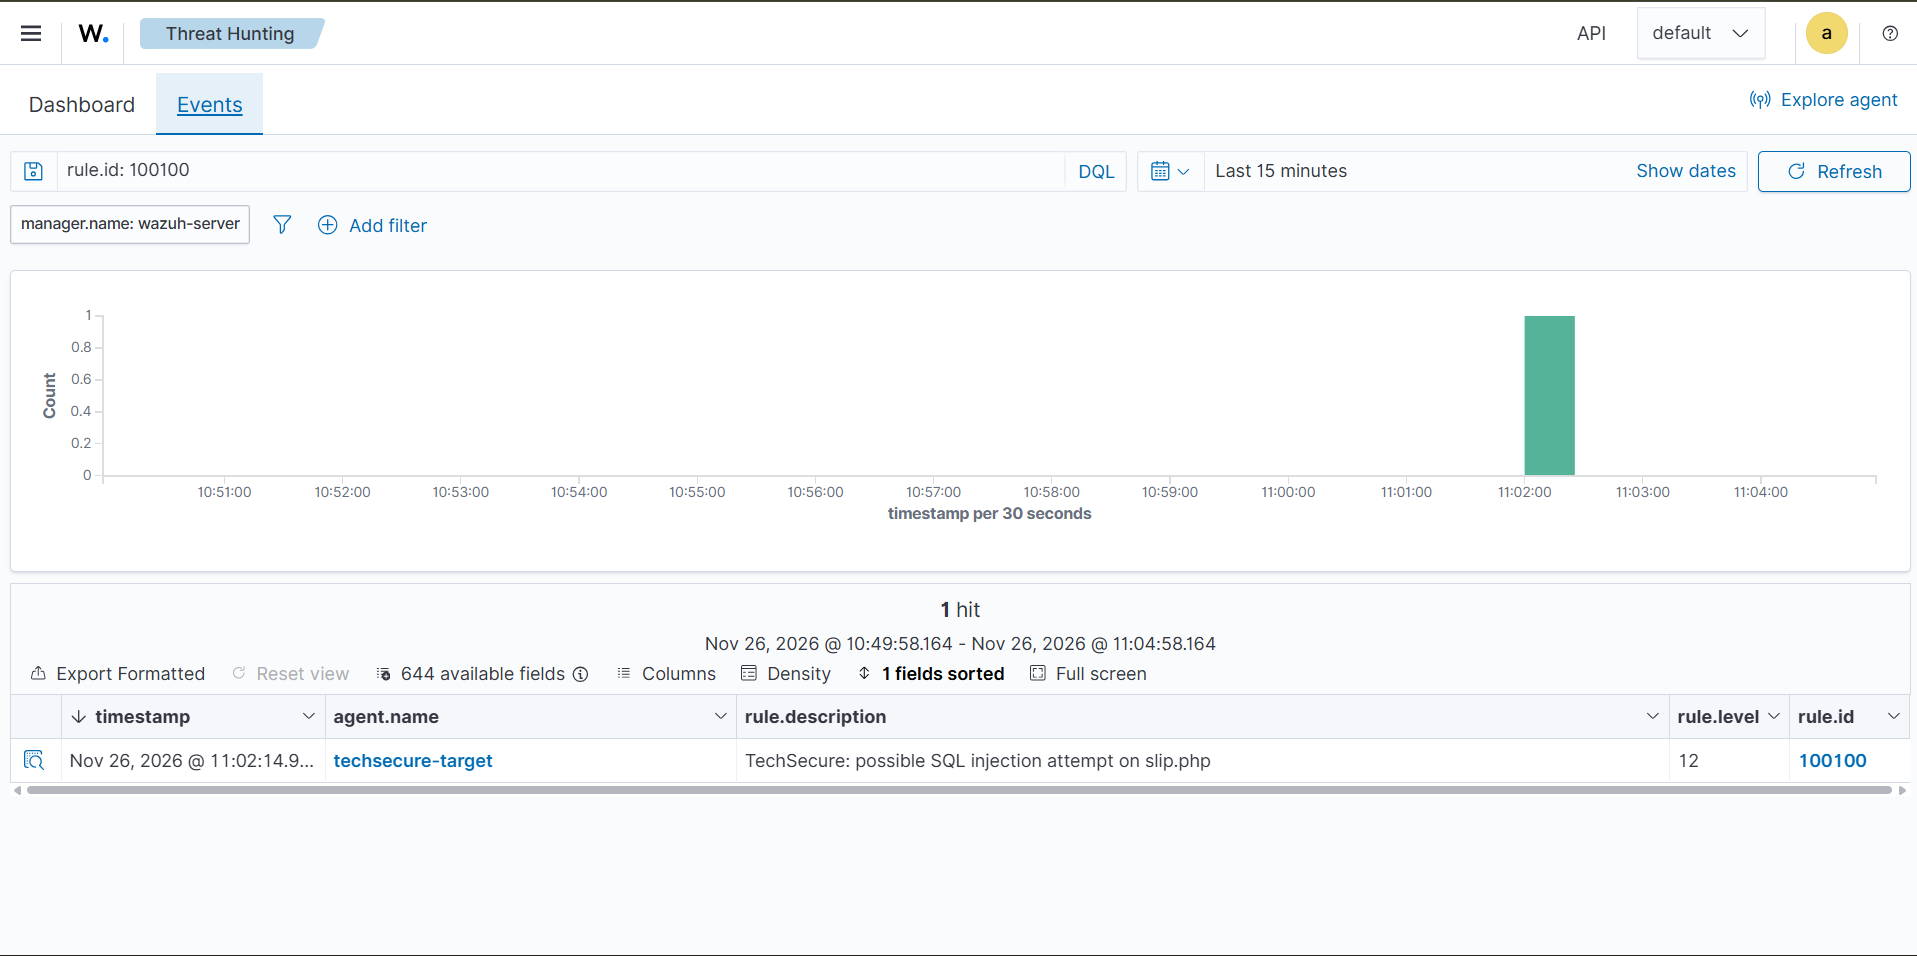 W.
Threat Hunting
API
default
a
Dashboard
Events
Explore agent
rule.id: 100100
DQL
Last 15 minutes
Show dates
Refresh
manager.name: wazuh-server
Add filter
Count
1
0.8
0.6
0.4
0.2
0
10:51:00 10:52:00 10:53:00 10:54:00 10:55:00 10:56:00 10:57:00 10:58:00 10:59:00 11:00:00 11:01:00 11:02:00 11:03:00 11:04:00
timestamp per 30 seconds
1 hit
Nov 26, 2026 @ 10:49:58.164 - Nov 26, 2026 @ 11:04:58.164
Export Formatted Reset view 644 available fields Columns Density 1 fields sorted Full screen
timestamp agent.name rule.description rule.level rule.id
Nov 26, 2026 @ 11:02:14.9... techsecure-target TechSecure: possible SQL injection attempt on slip.php 12 100100